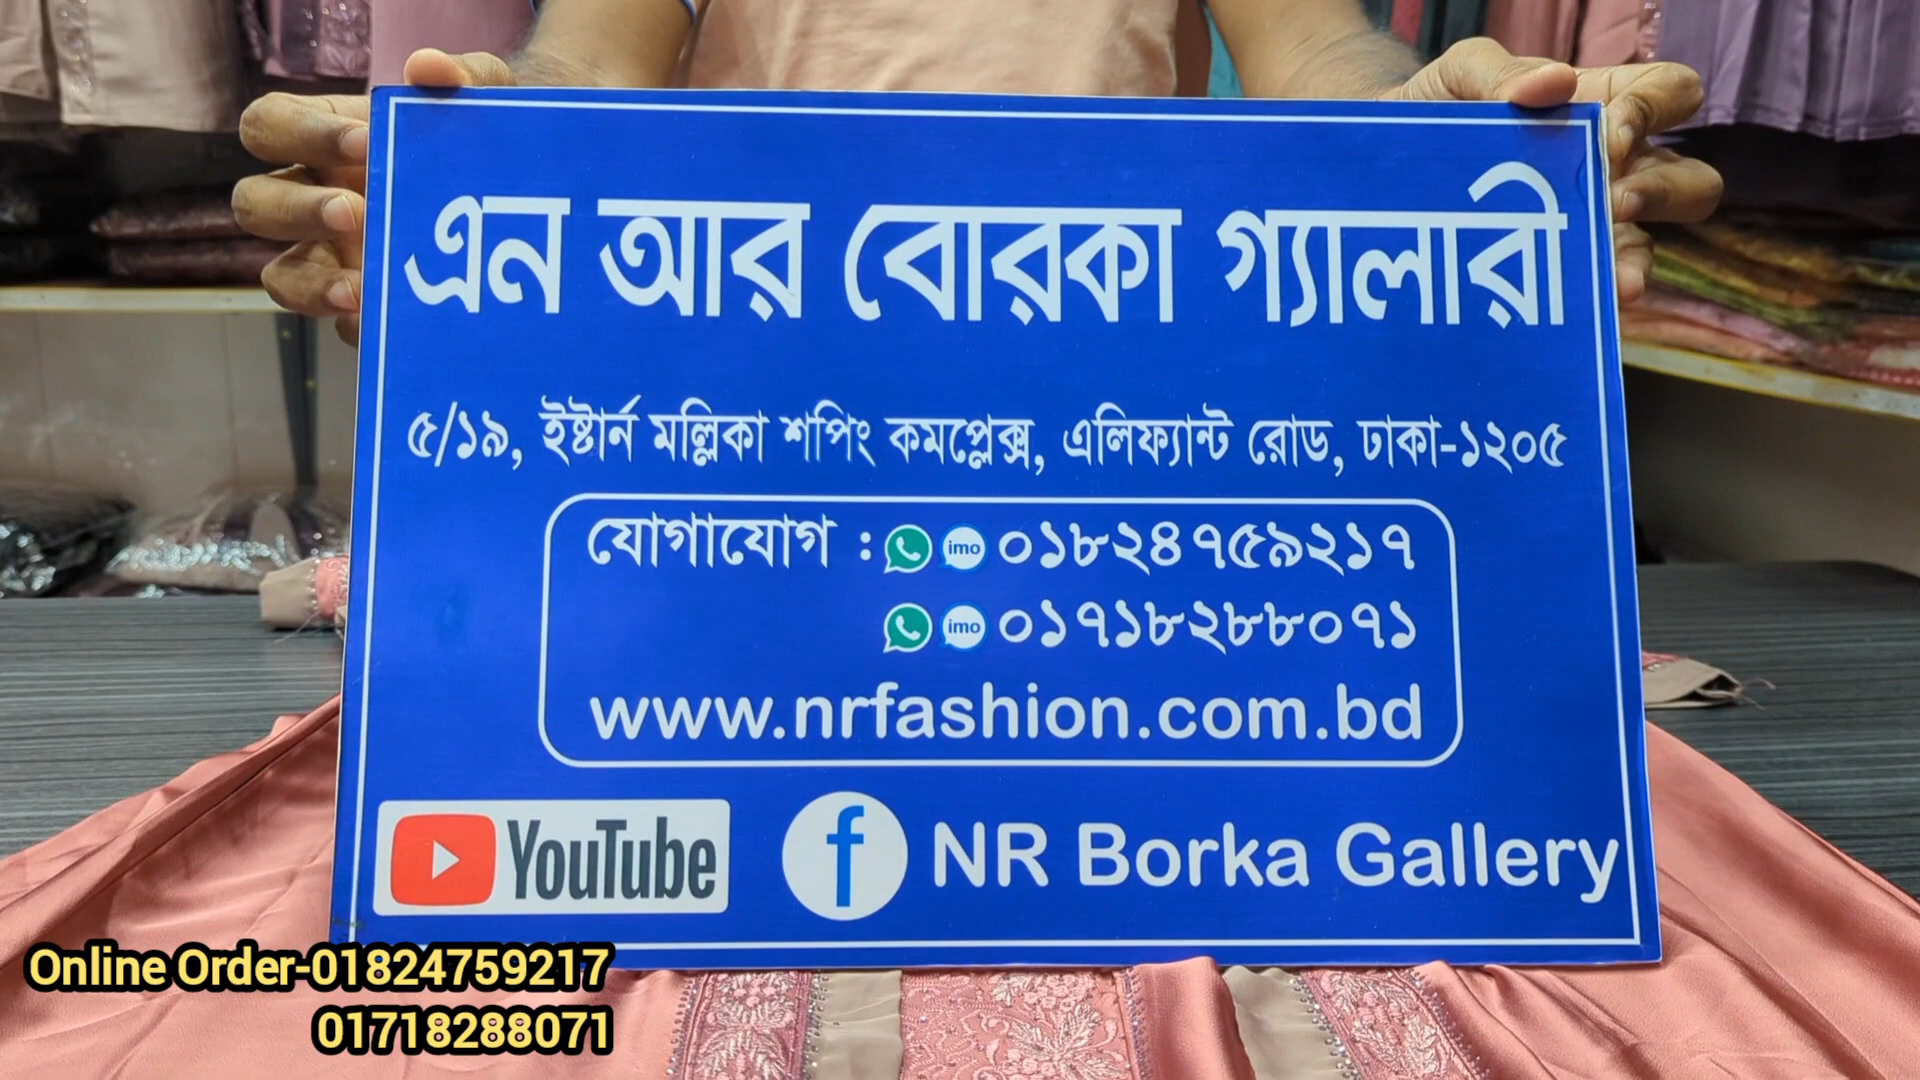 এন আর বোরকা গ্যালারী
৫/১৯, ইষ্টার্ন মল্লিকা শপিং কমপ্লেক্স, এলিফ্যান্ট রোড, ঢাকা-১২০৫
যোগাযোগ : imo ০১৮২৪৭৫৯২১৭
imo ০১৭১৮২৮৮০৭১
www.nrfashion.com.bd
YouTube f NR Borka Gallery
Online Order-01824759217
01718288071